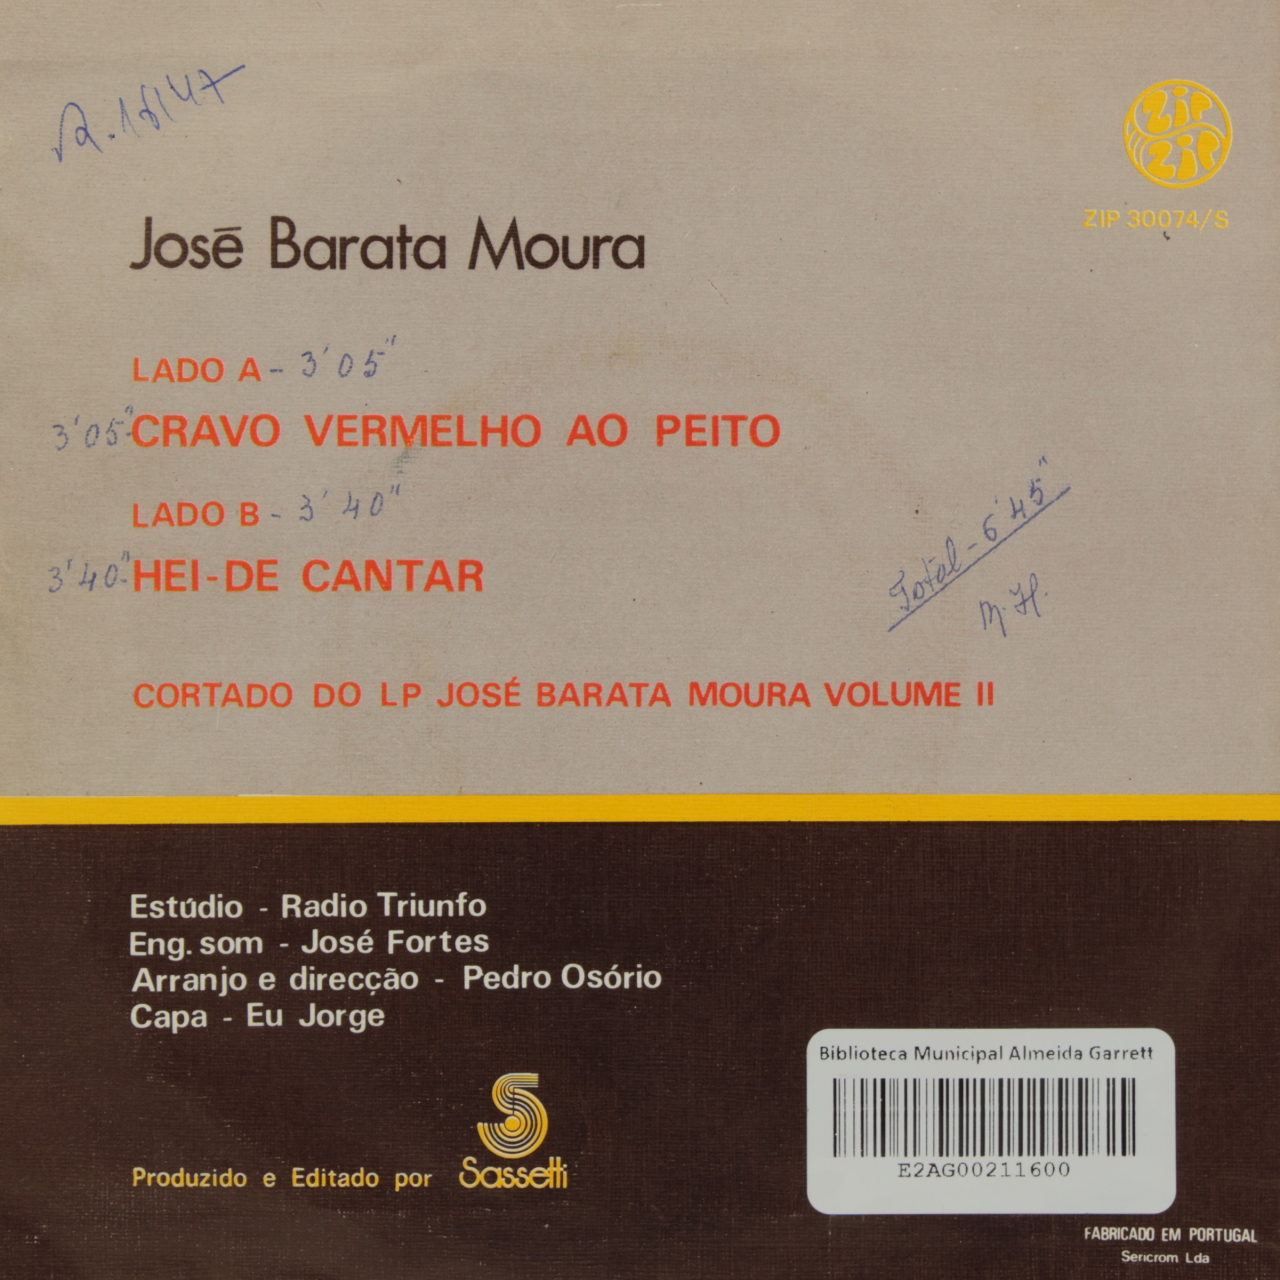 R.18147
ZIP
ZIP
ZIP 30074/S
José Barata Moura
LADO A - 3'05"
3'05"- CRAVO VERMELHO AO PEITO
LADO B - 3'40"
3'40"- HEI-DE CANTAR
Total - 6'45"
M.H.
CORTADO DO LP JOSÉ BARATA MOURA VOLUME II
Estúdio - Radio Triunfo
Eng. som - José Fortes
Arranjo e direcção - Pedro Osório
Capa - Eu Jorge
Biblioteca Municipal Almeida Garrett
E2AG00211600
Produzido e Editado por Sassetti
FABRICADO EM PORTUGAL
Sericrom Lda